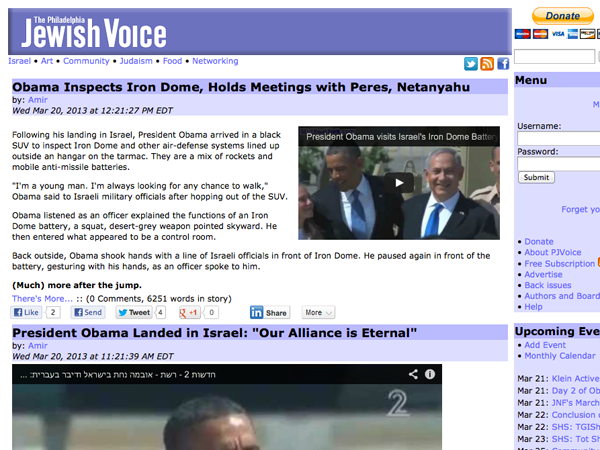 The Philadelphia
Jewish Voice
Donate
VISA
Israel • Art • Community • Judaism • Food • Networking
Obama Inspects Iron Dome, Holds Meetings with Peres, Netanyahu
by: Amir
Wed Mar 20, 2013 at 12:21:27 PM EDT
Following his landing in Israel, President Obama arrived in a black
SUV to inspect Iron Dome and other air-defense systems lined up
outside an hangar on the tarmac. They are a mix of rockets and
mobile anti-missile batteries.
"I'm a young man. I'm always looking for any chance to walk,"
Obama said to Israeli military officials after hopping out of the SUV.
Obama listened as an officer explained the functions of an Iron
Dome battery, a squat, desert-grey weapon pointed skyward. He
then entered what appeared to be a control room.
President Obama visits Israel's Iron Dome Batter
Back outside, Obama shook hands with a line of Israeli officials in front of Iron Dome. He paused again in front of the
battery, gesturing with his hands, as an officer spoke to him.
(Much) more after the jump.
There's More... :: (0 Comments, 6251 words in story)
Like 2 Send Tweet 4 +1 0 in Share More
President Obama Landed in Israel: "Our Alliance is Eternal"
by: Amir
Wed Mar 20, 2013 at 11:21:39 AM EDT
חדשות 2 - רשת - אובמה נחת בישראל ודיבר בעברית: ...
2
Menu
M
Username:
Password:
Submit
Forget yo
• Donate
• About PJVoice
• Free Subscription
• Advertise
• Back issues
• Authors and Board
• Help
Upcoming Eve
• Add Event
• Monthly Calendar
Mar 21: Klein Active
Mar 21: Day 2 of Ob
Mar 21: JNF's March
Mar 22: Conclusion o
Mar 22: SHS: TGISh
Mar 23: SHS: Tot Sh